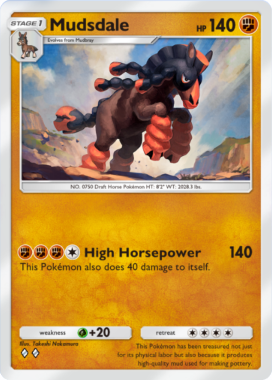 STAGE 1
Mudsdale
HP 140
Evolves from Mudbray
NO. 0750 Draft Horse Pokémon HT: 8'2" WT: 2028.3 lbs.
High Horsepower 140
This Pokémon also does 40 damage to itself.
weakness +20 retreat
Illus. Takeshi Nakamura
This Pokémon has been treasured not just
for its physical labor but also because it produces
high-quality mud used for making pottery.